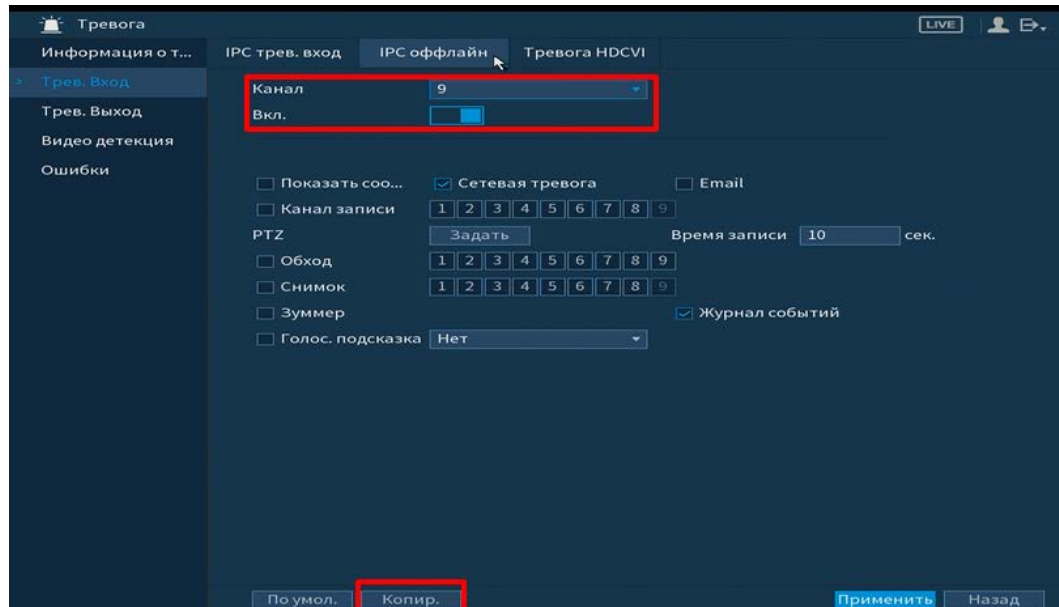 Тревога LIVE
Информация о т... IPC трев. вход IPC оффлайн Тревога HDCVI
Трев. Вход
Трев. Выход
Видео детекция
Ошибки
Канал 9
Вкл.
Показать соо... Сетевая тревога Email
Канал записи 1 2 3 4 5 6 7 8 9
PTZ Задать Время записи 10 сек.
Обход 1 2 3 4 5 6 7 8 9
Снимок 1 2 3 4 5 6 7 8 9
Зуммер Журнал событий
Голос. подсказка Нет
По умол. Копир. Применить Назад